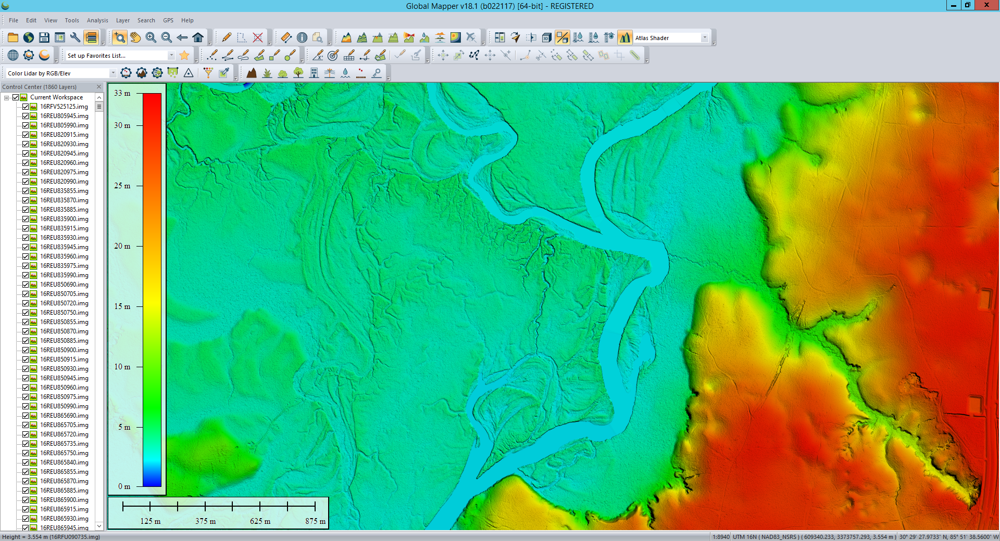 Global Mapper v18.1 (b022117) [64-bit] - REGISTERED
File Edit View Tools Analysis Layer Search GPS Help
3D
Atlas Shader
Set up Favorites List...
Color Lidar by RGB/Elev
Control Center (1860 Layers)
Current Workspace
16RFV525125.img
16REU805945.img
16REU805990.img
16REU820915.img
16REU820930.img
16REU820945.img
16REU820960.img
16REU820975.img
16REU820990.img
16REU835855.img
16REU835870.img
16REU835885.img
16REU835900.img
16REU835915.img
16REU835930.img
16REU835945.img
16REU835960.img
16REU835975.img
16REU835990.img
16REU850690.img
16REU850705.img
16REU850720.img
16REU850750.img
16REU850855.img
16REU850870.img
16REU850885.img
16REU850900.img
16REU850915.img
16REU850930.img
16REU850945.img
16REU850960.img
16REU850975.img
16REU850990.img
16REU865690.img
16REU865705.img
16REU865720.img
16REU865735.img
16REU865750.img
16REU865840.img
16REU865855.img
16REU865870.img
16REU865885.img
16REU865900.img
16REU865915.img
16REU865930.img
16REU865945.img
33 m
30 m
25 m
20 m
15 m
10 m
5 m
0 m
125 m 375 m 625 m 875 m
Height = 3.554 m (16RFU090735.img)
1:8940 UTM 16N ( NAD83_NSRS ) ( 609340.233, 3373757.293, 3.554 m ) 30° 29' 27.9733" N, 85° 51' 38.5600" W